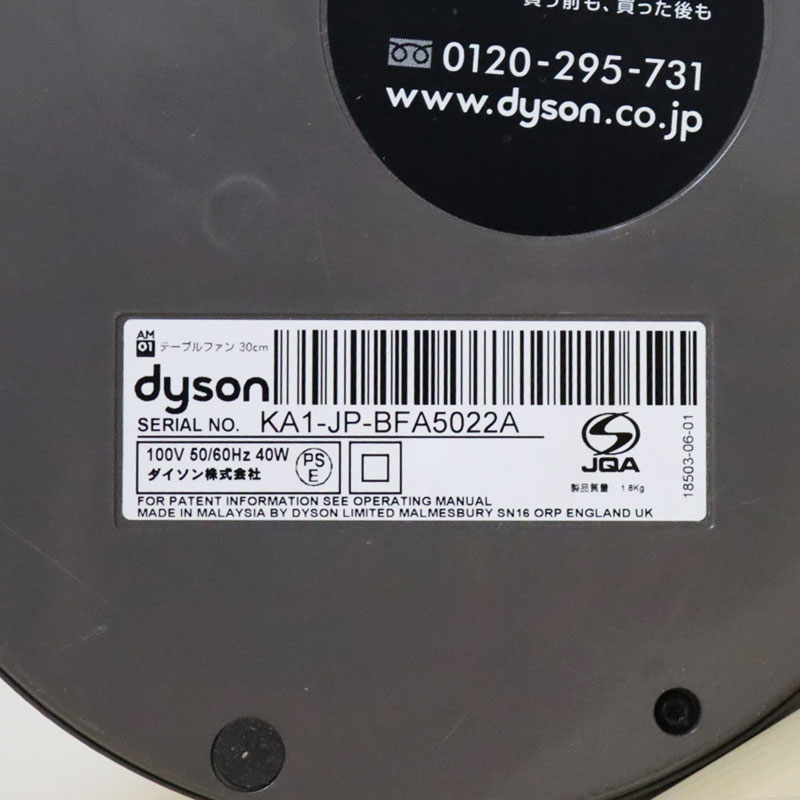 買う前も、買った後も
0120-295-731
www.dyson.co.jp
AM
01 テーブルファン 30cm
dyson
SERIAL NO. KA1-JP-BFA5022A
100V 50/60Hz 40W
ダイソン株式会社
PS
E
JQA
製品質量: 1.8Kg
18503-06-01
FOR PATENT INFORMATION SEE OPERATING MANUAL
MADE IN MALAYSIA BY DYSON LIMITED MALMESBURY SN16 ORP ENGLAND UK